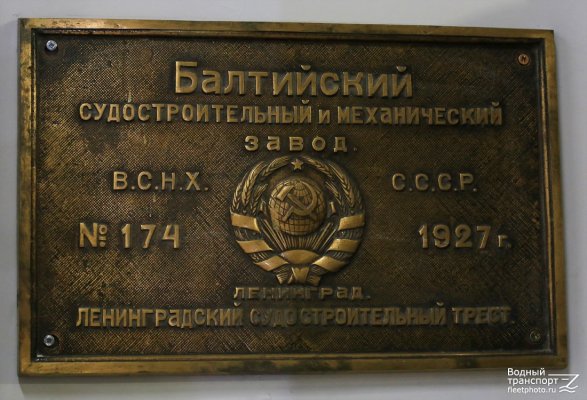 Балтийский
СУДОСТРОИТЕЛЬНЫЙ и МЕХАНИЧЕСКИЙ
ЗАВОД.
В.С.Н.Х. С.С.С.Р.
№ 174 1927 г.
ЛЕНИНГРАД.
ЛЕНИНГРАДСКИЙ СУДОСТРОИТЕЛЬНЫЙ ТРЕСТ.
Водный
транспорт
fleetphoto.ru